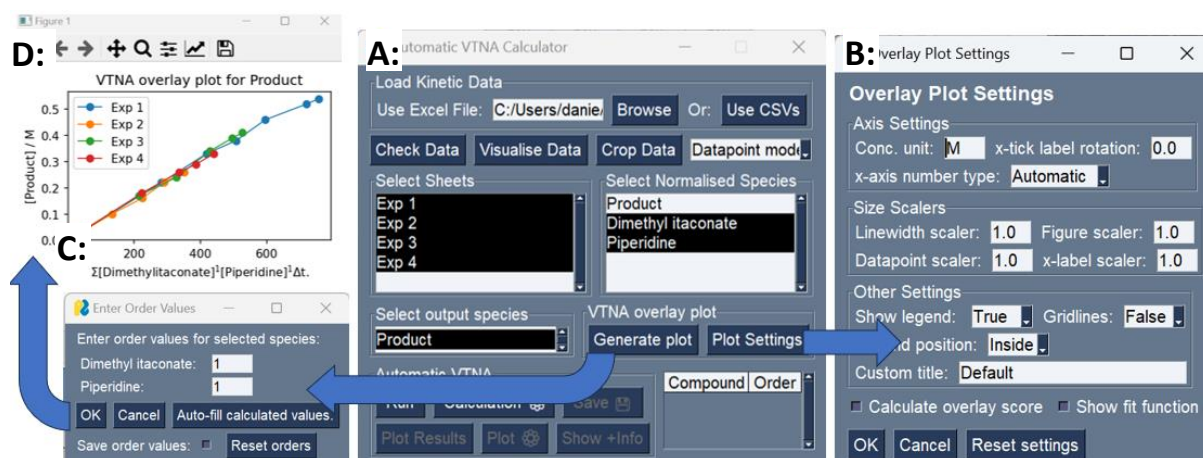 Figure 1
D:
VTNA overlay plot for Product
[Product] / M
0.5
0.4
0.3
0.2
0.1
Exp 1
Exp 2
Exp 3
Exp 4
200
400
600
Σ[Dimethylitaconate]¹[Piperidine]¹Δt.
C:
Enter Order Values
Enter order values for selected species:
Dimethyl itaconate: 1
Piperidine: 1
OK Cancel Auto-fill calculated values.
Save order values: Reset orders
A:
Automatic VTNA Calculator
Load Kinetic Data
Use Excel File: C:/Users/danie/ Browse Or: Use CSVs
Check Data Visualise Data Crop Data Datapoint mode
Select Sheets
Exp 1
Exp 2
Exp 3
Exp 4
Select Normalised Species
Product
Dimethyl itaconate
Piperidine
Select output species
Product
VTNA overlay plot
Generate plot Plot Settings
Automatic VTNA
Run Calculation Save
Plot Results Plot Show +Info
Compound Order
B:
Overlay Plot Settings
Overlay Plot Settings
Axis Settings
Conc. unit: M x-tick label rotation: 0.0
x-axis number type: Automatic
Size Scalers
Linewidth scaler: 1.0 Figure scaler: 1.0
Datapoint scaler: 1.0 x-label scaler: 1.0
Other Settings
Show legend: True Gridlines: False
position: Inside
Custom title: Default
Calculate overlay score Show fit function
OK Cancel Reset settings